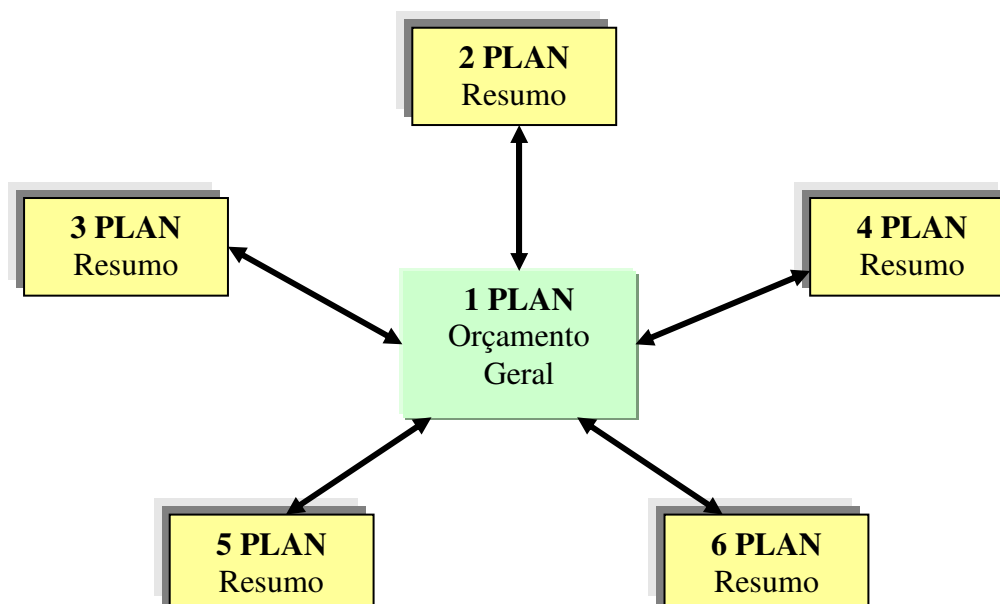 2 PLAN
Resumo
3 PLAN
Resumo
4 PLAN
Resumo
1 PLAN
Orçamento
Geral
5 PLAN
Resumo
6 PLAN
Resumo